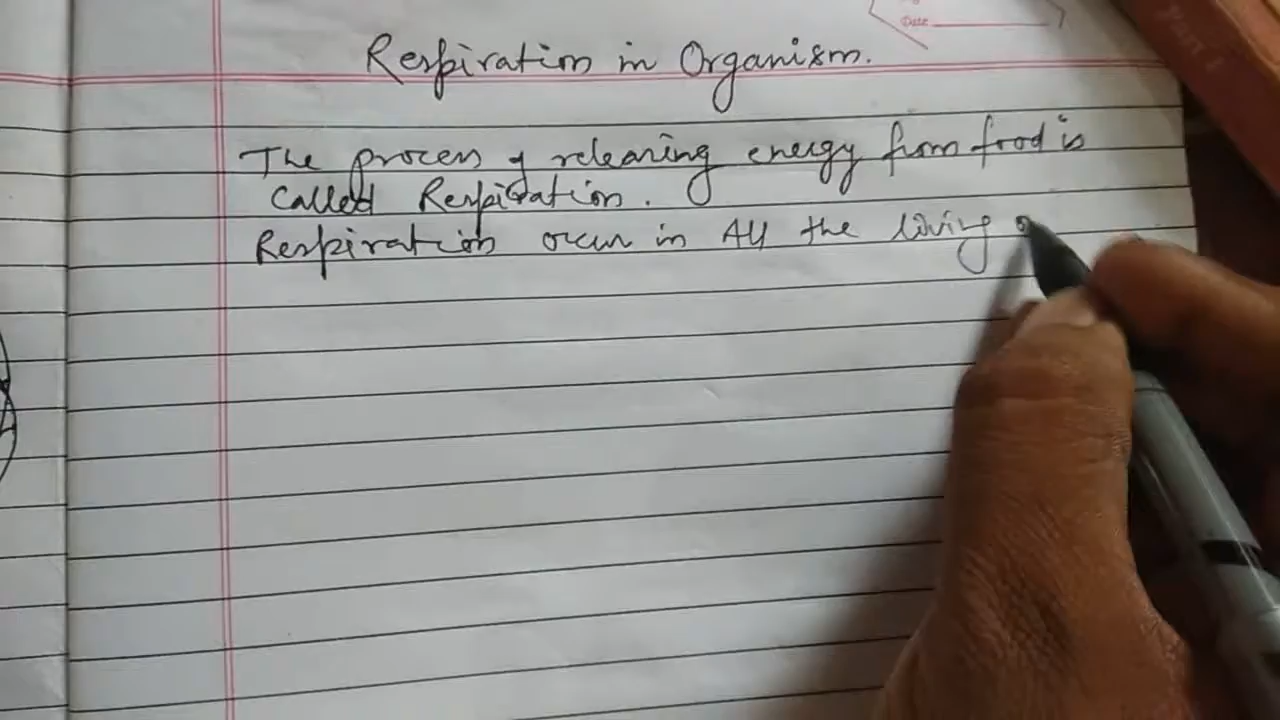 Date
Respiration in Organism.
The process of releasing energy from food is
called Respiration.
Respiration occur in All the living o